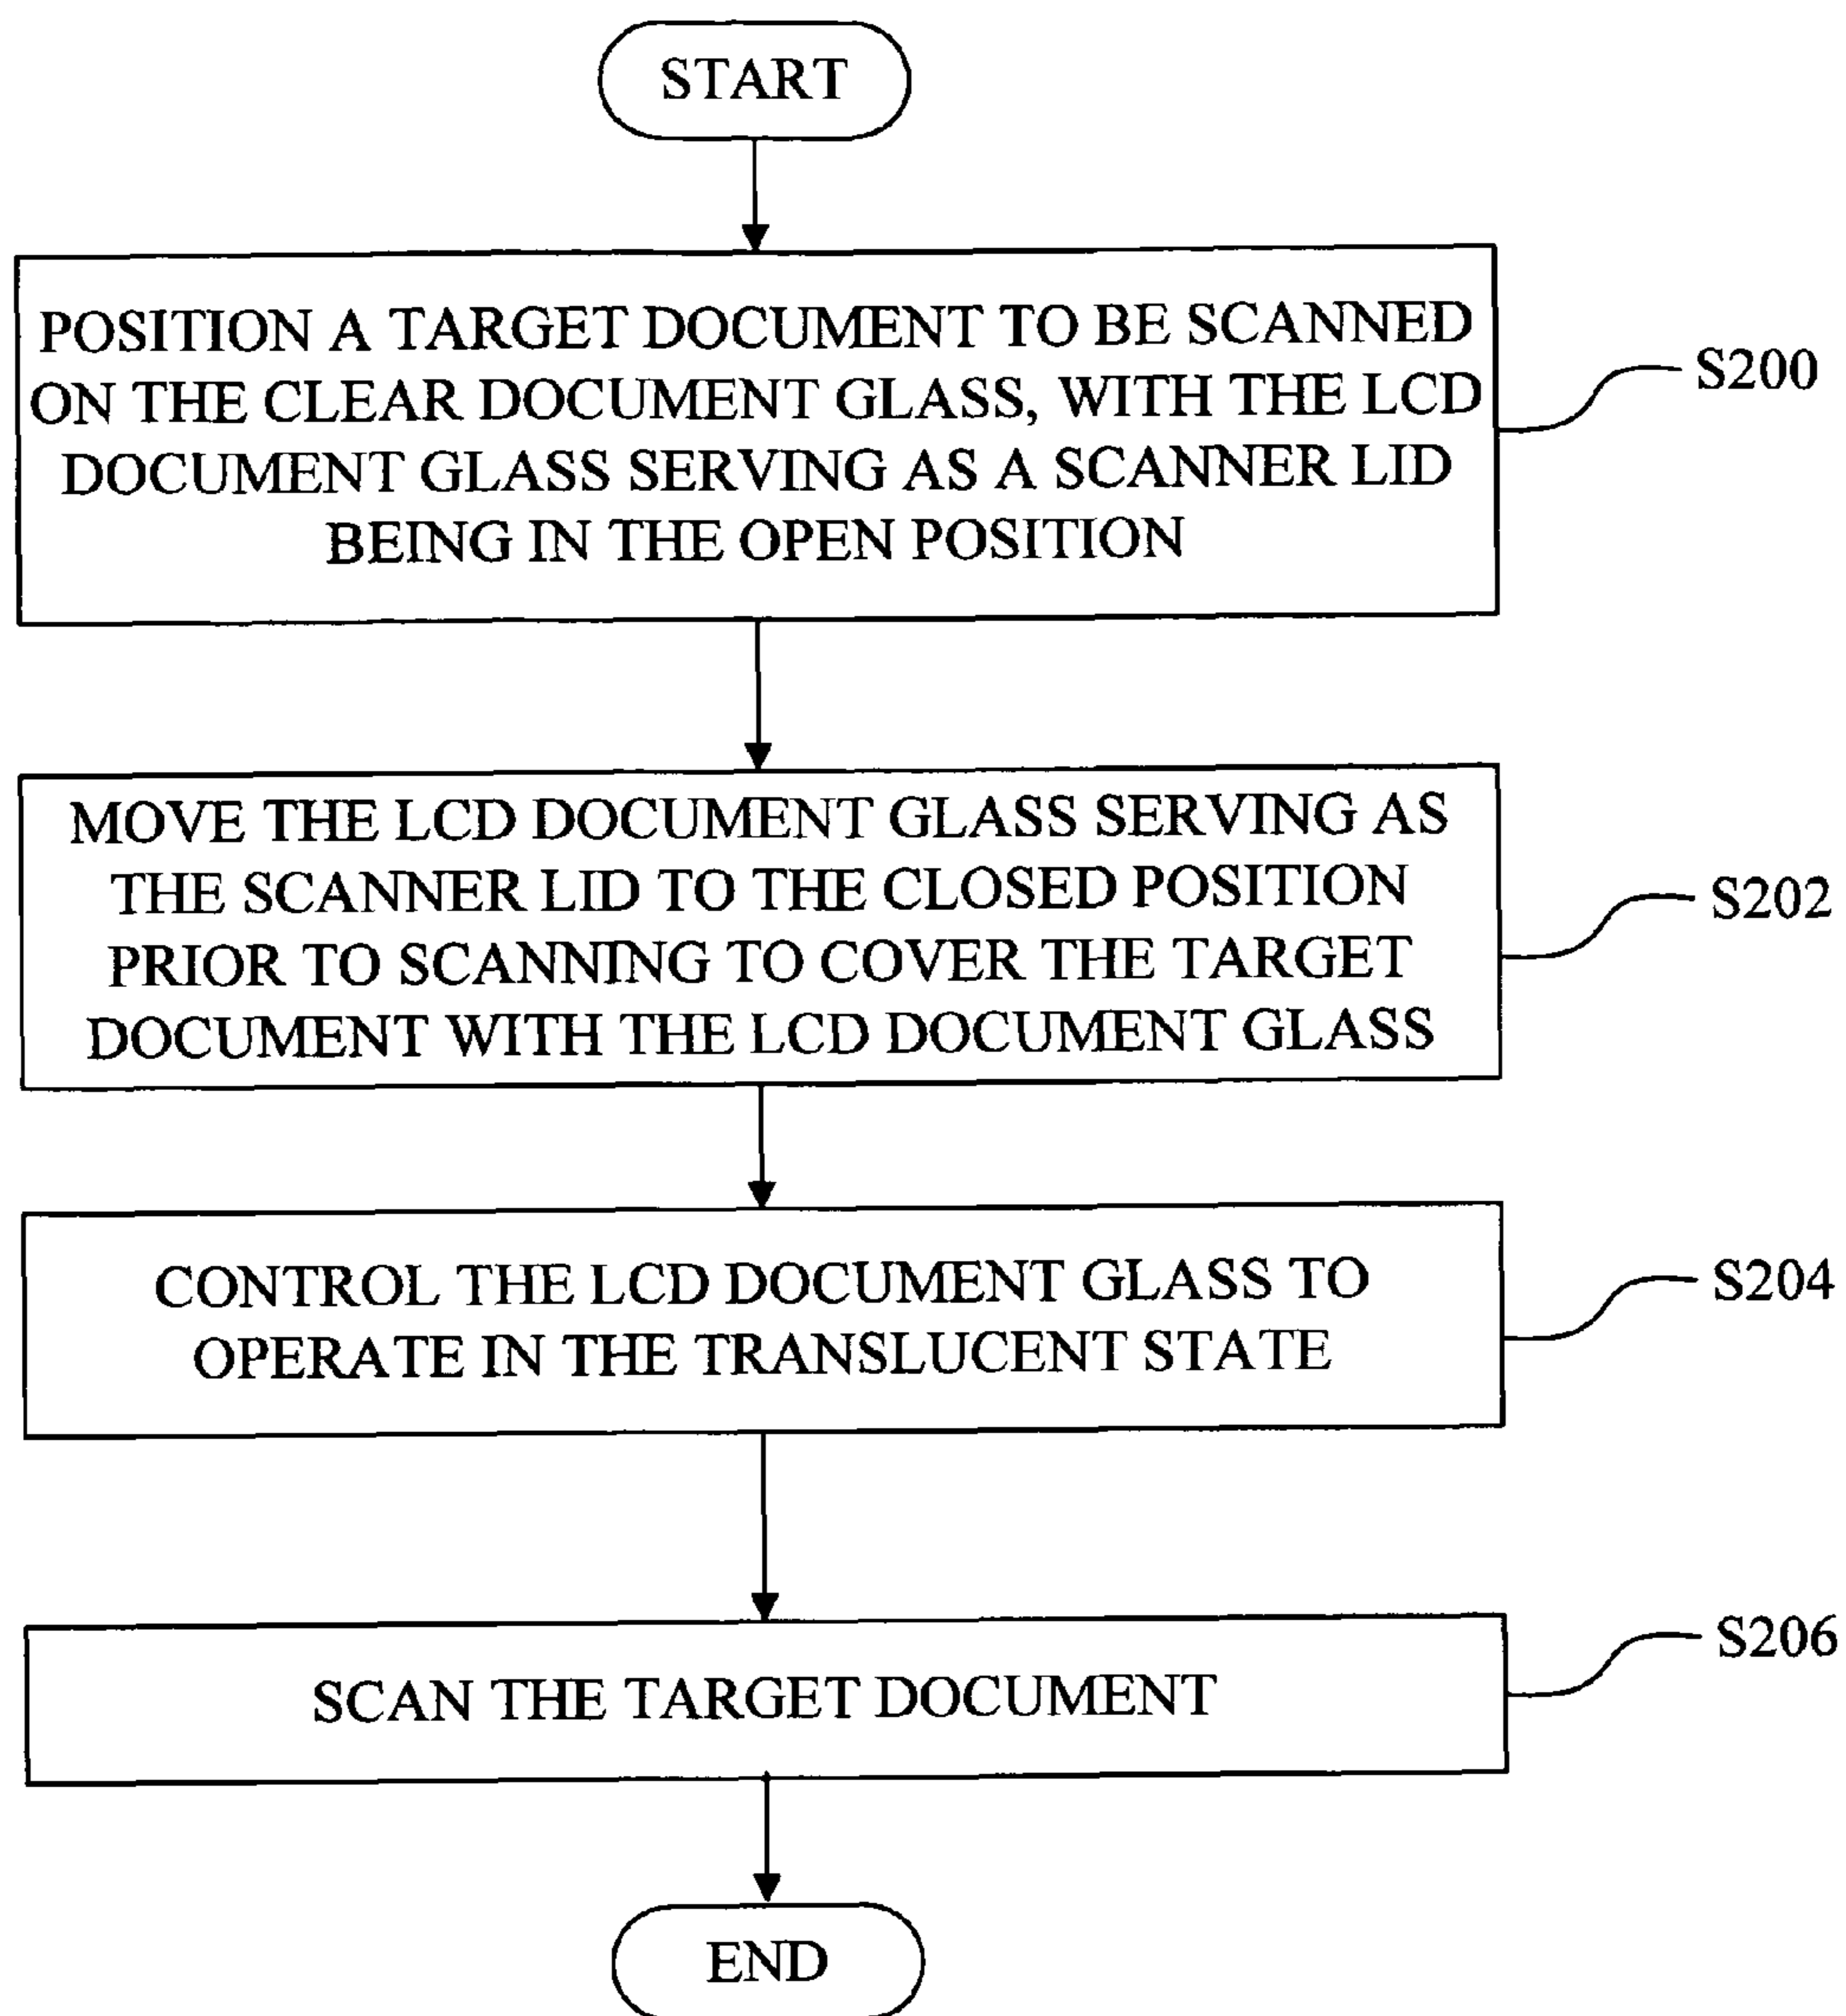 START
POSITION A TARGET DOCUMENT TO BE SCANNED
ON THE CLEAR DOCUMENT GLASS, WITH THE LCD
DOCUMENT GLASS SERVING AS A SCANNER LID
BEING IN THE OPEN POSITION
S200
MOVE THE LCD DOCUMENT GLASS SERVING AS
THE SCANNER LID TO THE CLOSED POSITION
PRIOR TO SCANNING TO COVER THE TARGET
DOCUMENT WITH THE LCD DOCUMENT GLASS
S202
CONTROL THE LCD DOCUMENT GLASS TO
OPERATE IN THE TRANSLUCENT STATE
S204
SCAN THE TARGET DOCUMENT
S206
END